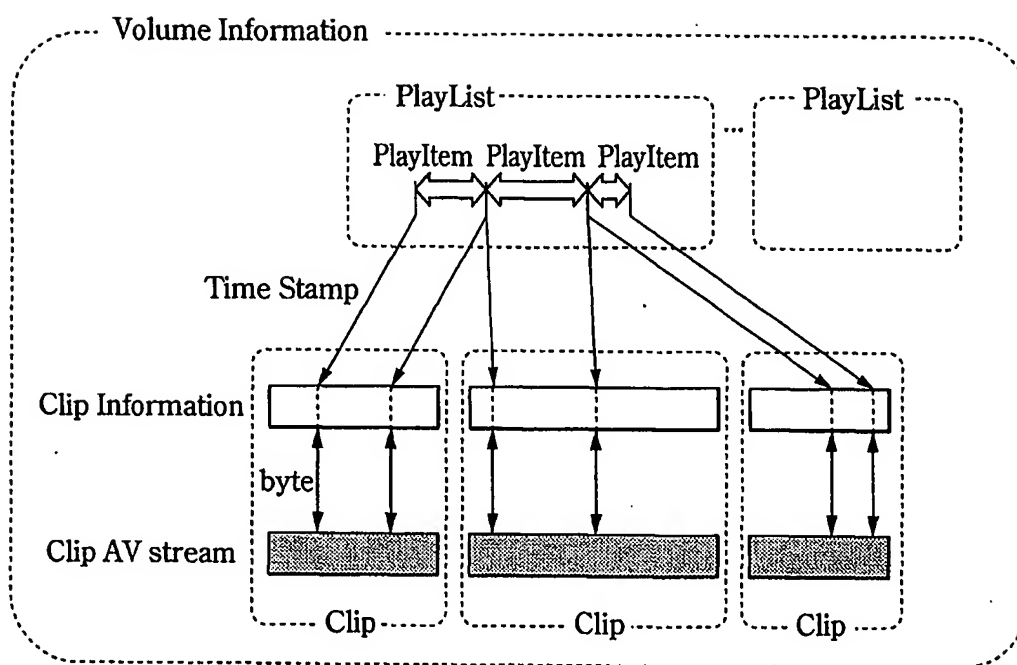 Volume Information
PlayList
PlayList
...
PlayItem PlayItem PlayItem
Time Stamp
Clip Information
byte
Clip AV stream
Clip
Clip
Clip